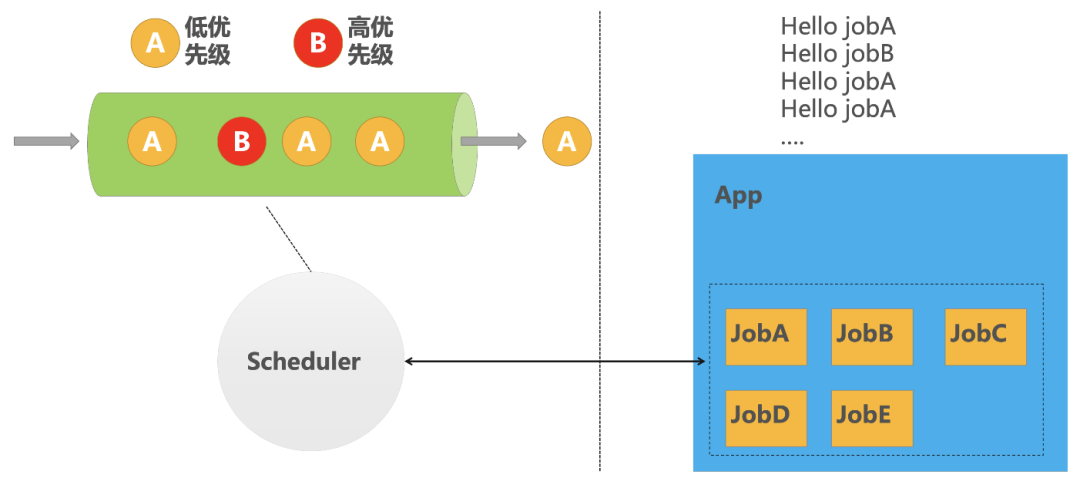 A 低优
先级
B 高优
先级
A B A A A
Hello jobA
Hello jobB
Hello jobA
Hello jobA
....
App
Scheduler
JobA JobB JobC
JobD JobE